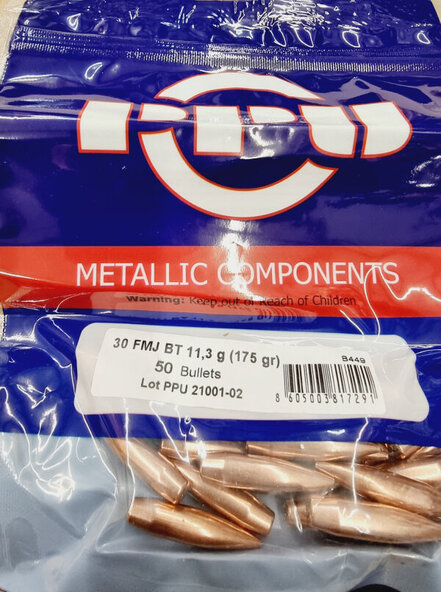 PPU
METALLIC COMPONENTS
Warning: Keep out of Reach of Children
30 FMJ BT 11,3 g (175 gr)
50 Bullets
Lot PPU 21001-02
B449
8 605003 817291